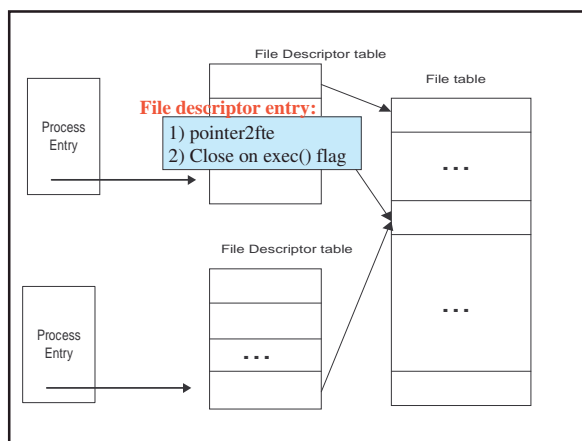 File Descriptor table
File table
File descriptor entry:
Process
Entry
1) pointer2fte
2) Close on exec() flag
...
File Descriptor table
...
Process
Entry
...